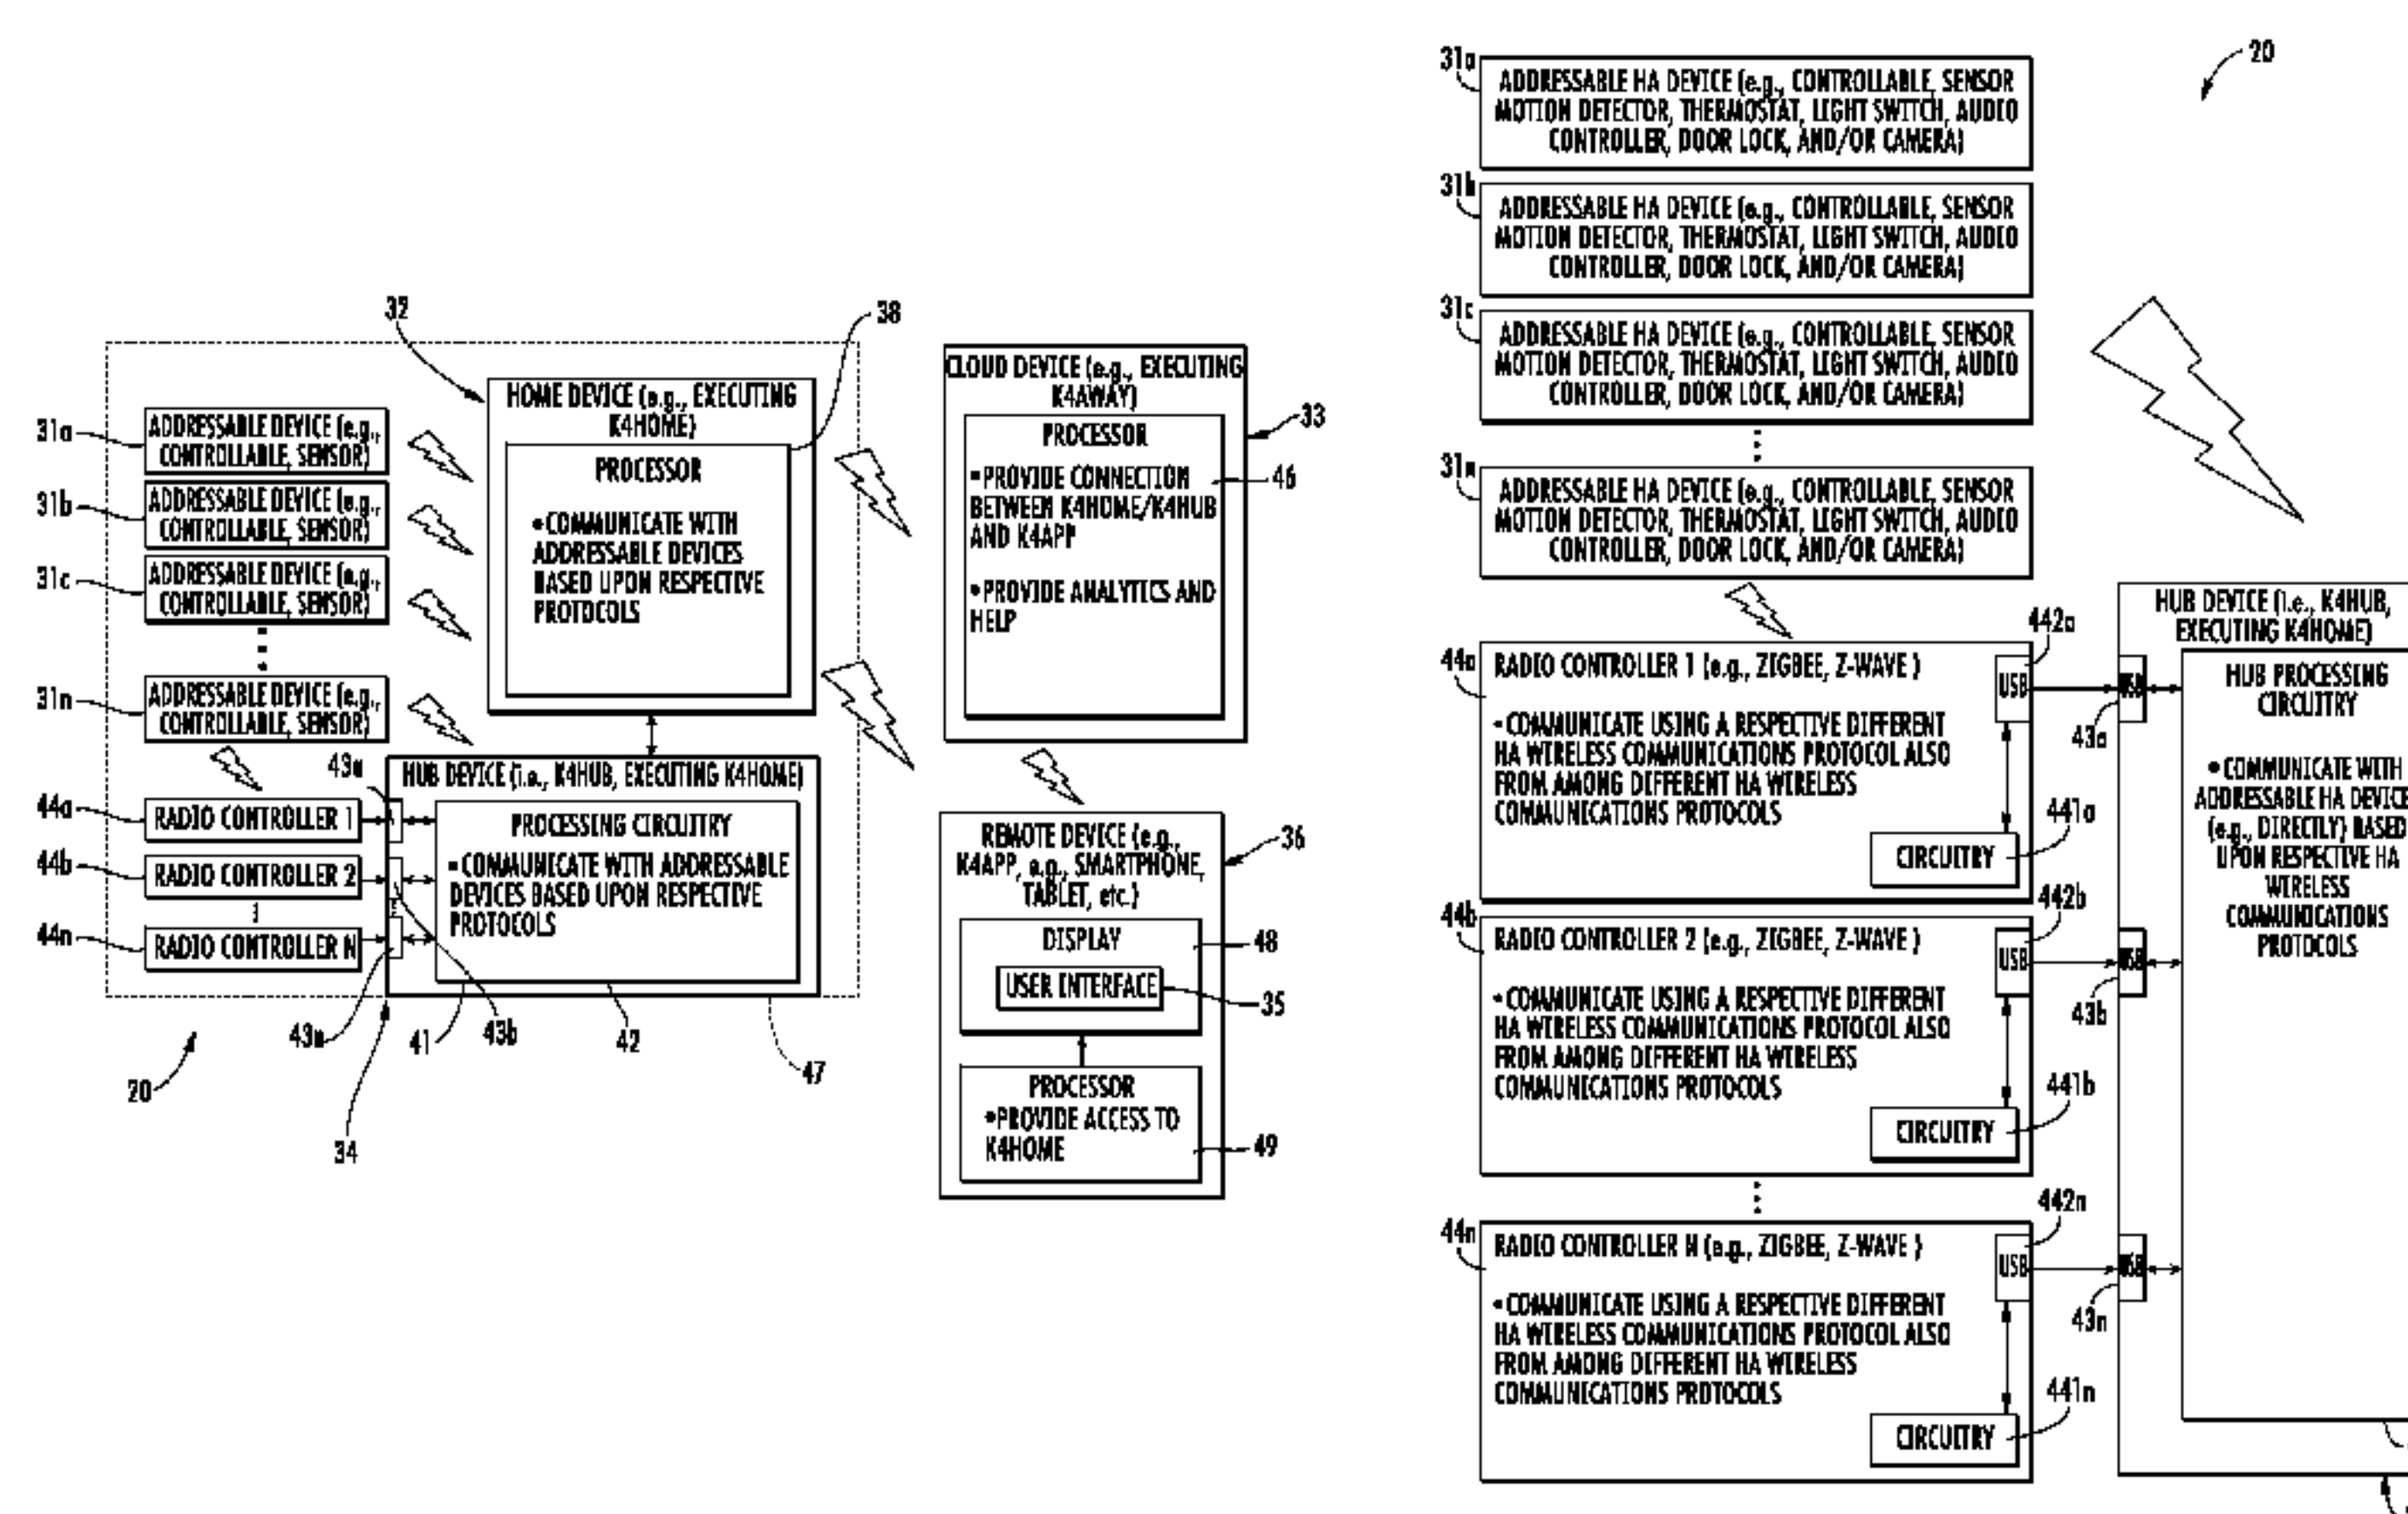 32
38
HOME DEVICE (e.g., EXECUTING
K4HOME)
PROCESSOR
•COMMUNICATE WITH
ADDRESSABLE DEVICES
BASED UPON RESPECTIVE
PROTOCOLS
31a
ADDRESSABLE DEVICE (e.g.,
CONTROLLABLE, SENSOR)
31b
ADDRESSABLE DEVICE (e.g.,
CONTROLLABLE, SENSOR)
31c
ADDRESSABLE DEVICE (e.g.,
CONTROLLABLE, SENSOR)
31n
ADDRESSABLE DEVICE (e.g.,
CONTROLLABLE, SENSOR)
43a
HUB DEVICE (i.e., K4HUB, EXECUTING K4HOME)
44a
RADIO CONTROLLER 1
44b
RADIO CONTROLLER 2
44n
RADIO CONTROLLER N
PROCESSING CIRCUITRY
•COMMUNICATE WITH ADDRESSABLE
DEVICES BASED UPON RESPECTIVE
PROTOCOLS
43n
41
43b
42
47
20
34
CLOUD DEVICE (e.g., EXECUTING
K4AWAY)
33
PROCESSOR
•PROVIDE CONNECTION
BETWEEN K4HOME/K4HUB
AND K4APP
46
•PROVIDE ANALYTICS AND
HELP
REMOTE DEVICE (e.g.,
K4APP, e.g., SMARTPHONE,
TABLET, etc.)
36
DISPLAY
48
USER INTERFACE
35
PROCESSOR
•PROVIDE ACCESS TO
K4HOME
49
20
31a
ADDRESSABLE HA DEVICE (e.g., CONTROLLABLE, SENSOR
MOTION DETECTOR, THERMOSTAT, LIGHT SWITCH, AUDIO
CONTROLLER, DOOR LOCK, AND/OR CAMERA)
31b
ADDRESSABLE HA DEVICE (e.g., CONTROLLABLE, SENSOR
MOTION DETECTOR, THERMOSTAT, LIGHT SWITCH, AUDIO
CONTROLLER, DOOR LOCK, AND/OR CAMERA)
31c
ADDRESSABLE HA DEVICE (e.g., CONTROLLABLE, SENSOR
MOTION DETECTOR, THERMOSTAT, LIGHT SWITCH, AUDIO
CONTROLLER, DOOR LOCK, AND/OR CAMERA)
31n
ADDRESSABLE HA DEVICE (e.g., CONTROLLABLE, SENSOR
MOTION DETECTOR, THERMOSTAT, LIGHT SWITCH, AUDIO
CONTROLLER, DOOR LOCK, AND/OR CAMERA)
44a
RADIO CONTROLLER 1 (e.g., ZIGBEE, Z-WAVE )
•COMMUNICATE USING A RESPECTIVE DIFFERENT
HA WIRELESS COMMUNICATIONS PROTOCOL ALSO
FROM AMONG DIFFERENT HA WIRELESS
COMMUNICATIONS PROTOCOLS
442a
USB
441a
CIRCUITRY
44b
RADIO CONTROLLER 2 (e.g., ZIGBEE, Z-WAVE )
•COMMUNICATE USING A RESPECTIVE DIFFERENT
HA WIRELESS COMMUNICATIONS PROTOCOL ALSO
FROM AMONG DIFFERENT HA WIRELESS
COMMUNICATIONS PROTOCOLS
442b
USB
441b
CIRCUITRY
44n
RADIO CONTROLLER N (e.g., ZIGBEE, Z-WAVE )
•COMMUNICATE USING A RESPECTIVE DIFFERENT
HA WIRELESS COMMUNICATIONS PROTOCOL ALSO
FROM AMONG DIFFERENT HA WIRELESS
COMMUNICATIONS PROTOCOLS
442n
USB
441n
CIRCUITRY
HUB DEVICE (i.e., K4HUB,
EXECUTING K4HOME)
USB
43a
USB
43b
USB
43n
HUB PROCESSING
CIRCUITRY
•COMMUNICATE WITH
ADDRESSABLE HA DEVICE
(e.g., DIRECTLY) BASED
UPON RESPECTIVE HA
WIRELESS
COMMUNICATIONS
PROTOCOLS